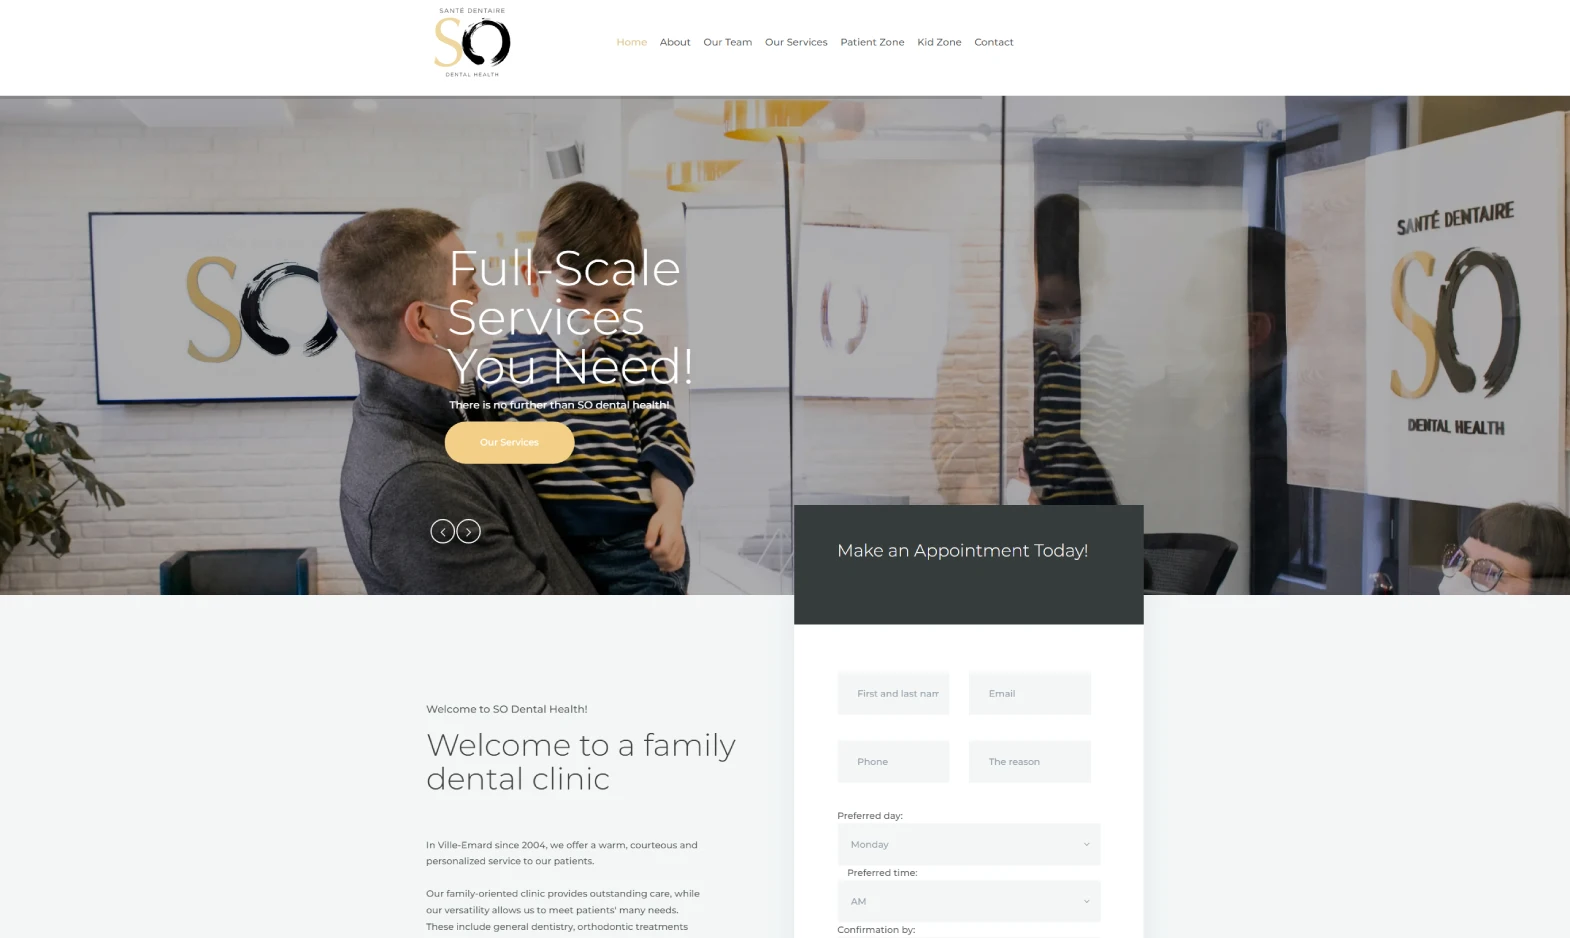 SANTÉ DENTAIRE
SO
DENTAL HEALTH
Home About Our Team Our Services Patient Zone Kid Zone Contact
SO
SANTÉ DENTAIRE
SO
DENTAL HEALTH
Full-Scale
Services
You Need!
There is no further than SO dental health!
Our Services
Make an Appointment Today!
First and last nam
Email
Phone
The reason
Preferred day:
Monday
Preferred time:
AM
Confirmation by:
Welcome to SO Dental Health!
Welcome to a family
dental clinic
In Ville-Emard since 2004, we offer a warm, courteous and
personalized service to our patients.
Our family-oriented clinic provides outstanding care, while
our versatility allows us to meet patients' many needs.
These include general dentistry, orthodontic treatments